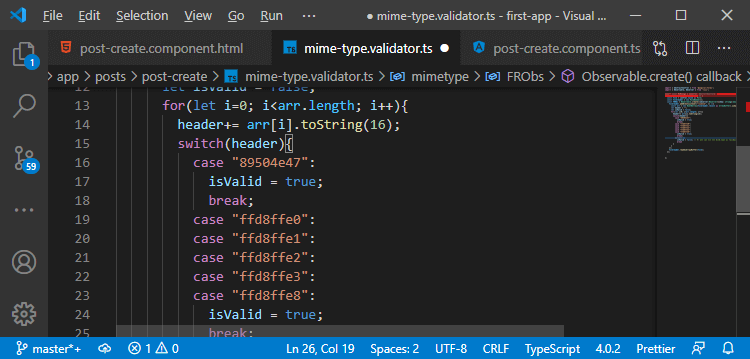 File Edit Selection ··· ● mime-type.validator.ts - first-app - Visual ...
post-create.component.html TS mime-type.validator.ts ● post-create.component.ts
app > posts > post-create > TS mime-type.validator.ts > mimetype > FRObs > Observable.create() callback
12 let isValid = false;
13 for(let i=0; i<arr.length; i++){
14 header+= arr[i].toString(16);
15 switch(header){
16 case "89504e47":
17 isValid = true;
18 break;
19 case "ffd8ffe0":
20 case "ffd8ffe1":
21 case "ffd8ffe2":
22 case "ffd8ffe3":
23 case "ffd8ffe8":
24 isValid = true;
25 break;
1
59
master*+ 1 0 Ln 26, Col 19 Spaces: 2 UTF-8 CRLF TypeScript 4.0.2 Prettier